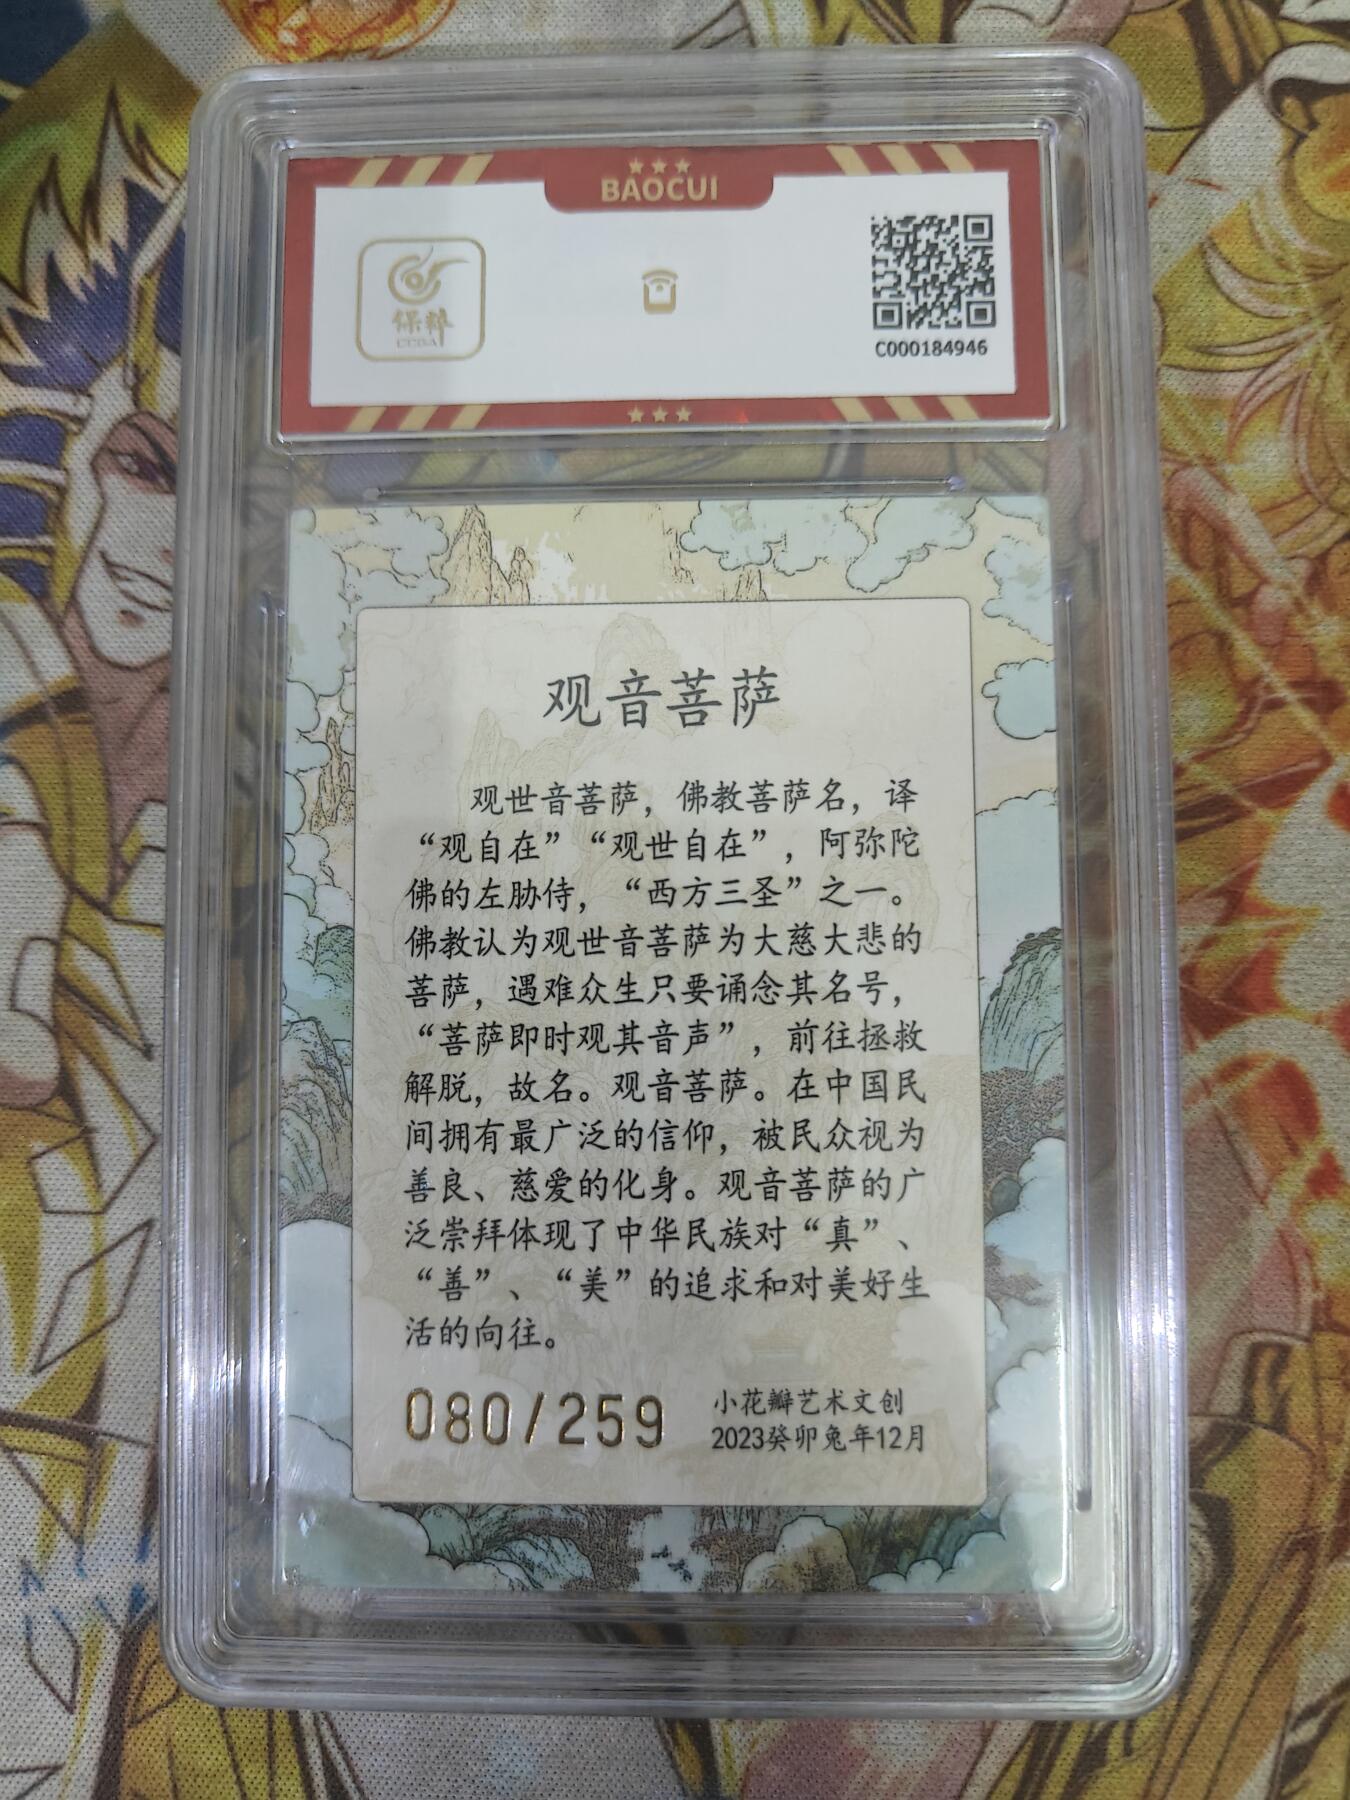 BAOCUI
保粹
CCGA
C000184946
观音菩萨
观世音菩萨，佛教菩萨名，译
“观自在”“观世自在”，阿弥陀
佛的左胁侍，“西方三圣”之一。
佛教认为观世音菩萨为大慈大悲的
菩萨，遇难众生只要诵念其名号，
“菩萨即时观其音声”，前往拯救
解脱，故名。观音菩萨。在中国民
间拥有最广泛的信仰，被民众视为
善良、慈爱的化身。观音菩萨的广
泛崇拜体现了中华民族对“真”、
“善”、“美”的追求和对美好生
活的向往。
080/259
小花瓣艺术文创
2023癸卯兔年12月